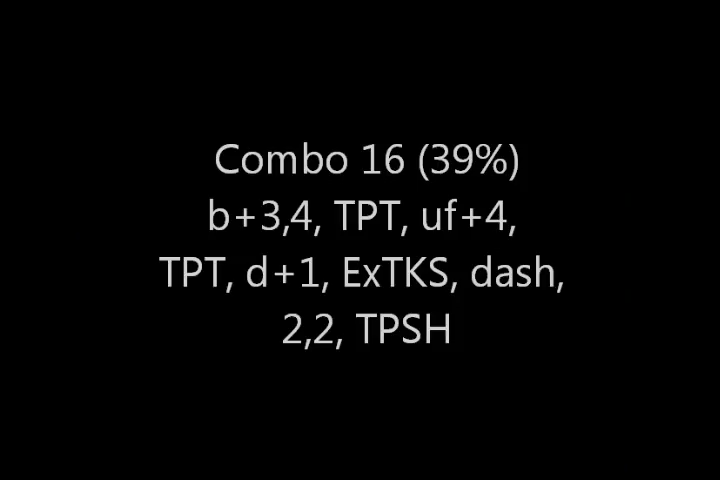 Combo 16 (39%)
b+3,4, TPT, uf+4,
TPT, d+1, ExTKS, dash,
2,2, TPSH